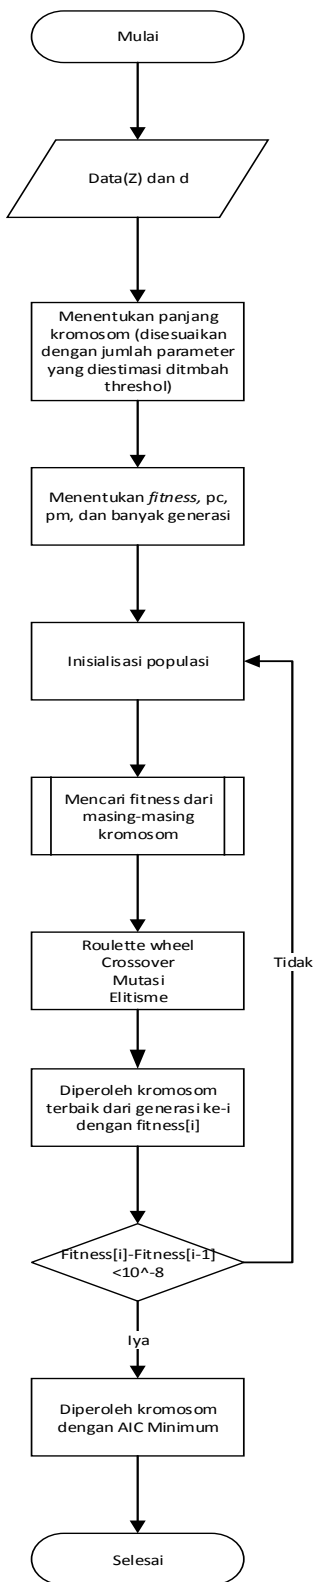 Mulai
Data(Z) dan d
Menentukan panjang
kromosom (disesuaikan
dengan jumlah parameter
yang diestimasi ditmbah
threshol)
Menentukan fitness, pc,
pm, dan banyak generasi
Inisialisasi populasi
Mencari fitness dari
masing-masing
kromosom
Roulette wheel
Crossover
Mutasi
Elitisme
Tidak
Diperoleh kromosom
terbaik dari generasi ke-i
dengan fitness[i]
Fitness[i]-Fitness[i-1]
<10^-8
Iya
Diperoleh kromosom
dengan AIC Minimum
Selesai